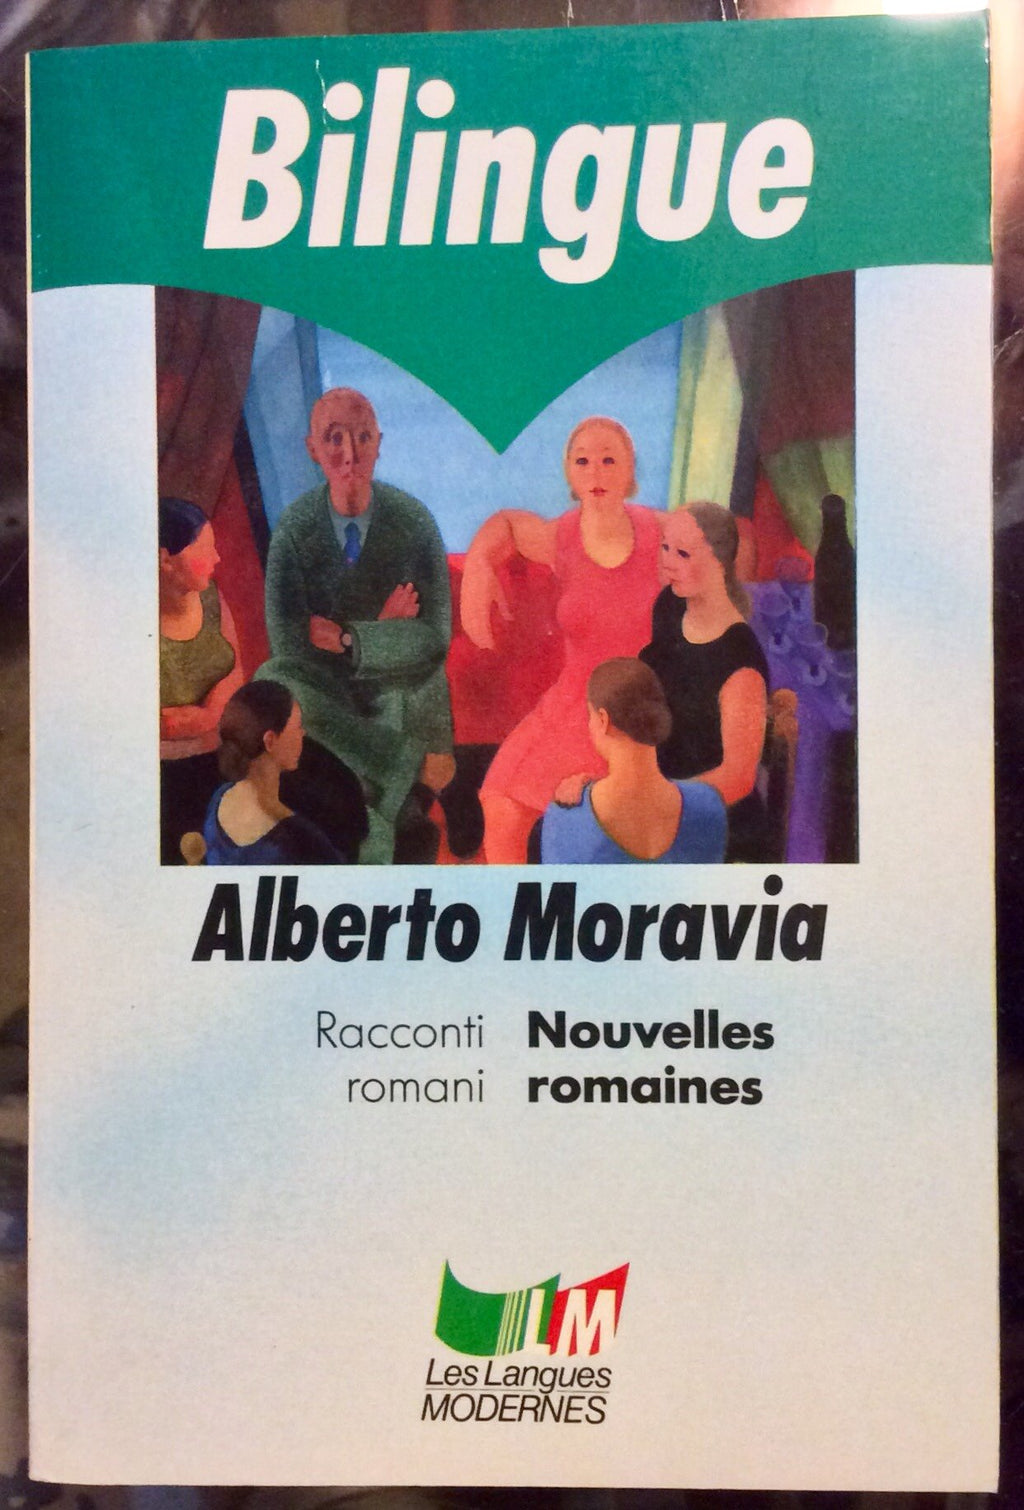 Bilingue
Alberto Moravia
Racconti
romani
Nouvelles
romaines
LM
Les Langues
MODERNES